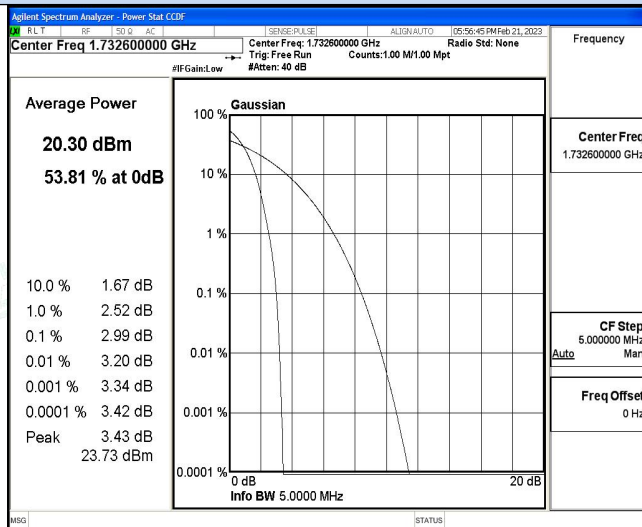 Agilent Spectrum Analyzer - Power Stat CCDF
LXI RLT RF 50 Ω AC SENSE:PULSE ALIGNAUTO 05:56:45 PM Feb 21, 2023
Center Freq 1.732600000 GHz
Center Freq: 1.732600000 GHz Radio Std: None
Trig: Free Run Counts:1.00 M/1.00 Mpt
#IFGain:Low #Atten: 40 dB
Average Power
20.30 dBm
53.81 % at 0dB
10.0 % 1.67 dB
1.0 % 2.52 dB
0.1 % 2.99 dB
0.01 % 3.20 dB
0.001 % 3.34 dB
0.0001 % 3.42 dB
Peak 3.43 dB
23.73 dBm
Gaussian
100 %
10 %
1 %
0.1 %
0.01 %
0.001 %
0.0001 %
0 dB 20 dB
Info BW 5.0000 MHz
Frequency
Center Freq
1.732600000 GHz
CF Step
5.000000 MHz
Auto Man
Freq Offset
0 Hz
MSG STATUS